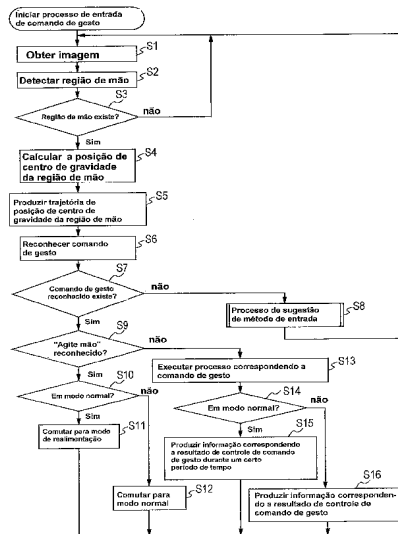 Iniciar processo de entrada
de comando de gesto
S1
Obter imagem
S2
Detectar região de mão
S3
Região de mão existe?
não
Sim
S4
Calcular a posição de
centro de gravidade
da região de mão
S5
Produzir trajetória de
posição de centro de
gravidade da região de mão
S6
Reconhecer comando
de gesto
S7
Comando de gesto
reconhecido existe?
não
Sim
S8
Processo de sugestão
de método de entrada
S9
"Agite mão"
reconhecido?
não
Sim
S13
Executar processo correspondendo a
comando de gesto
S10
Em modo normal?
não
Sim
S14
Em modo normal?
não
Sim
S11
Comutar para modo
de realimentação
S15
Produzir informação correspondendo
a resultado de controle de comando
de gesto durante um certo
período de tempo
S12
Comutar para
modo normal
S16
Produzir informação corresponden-
do a resultado de controle de
comando de gesto